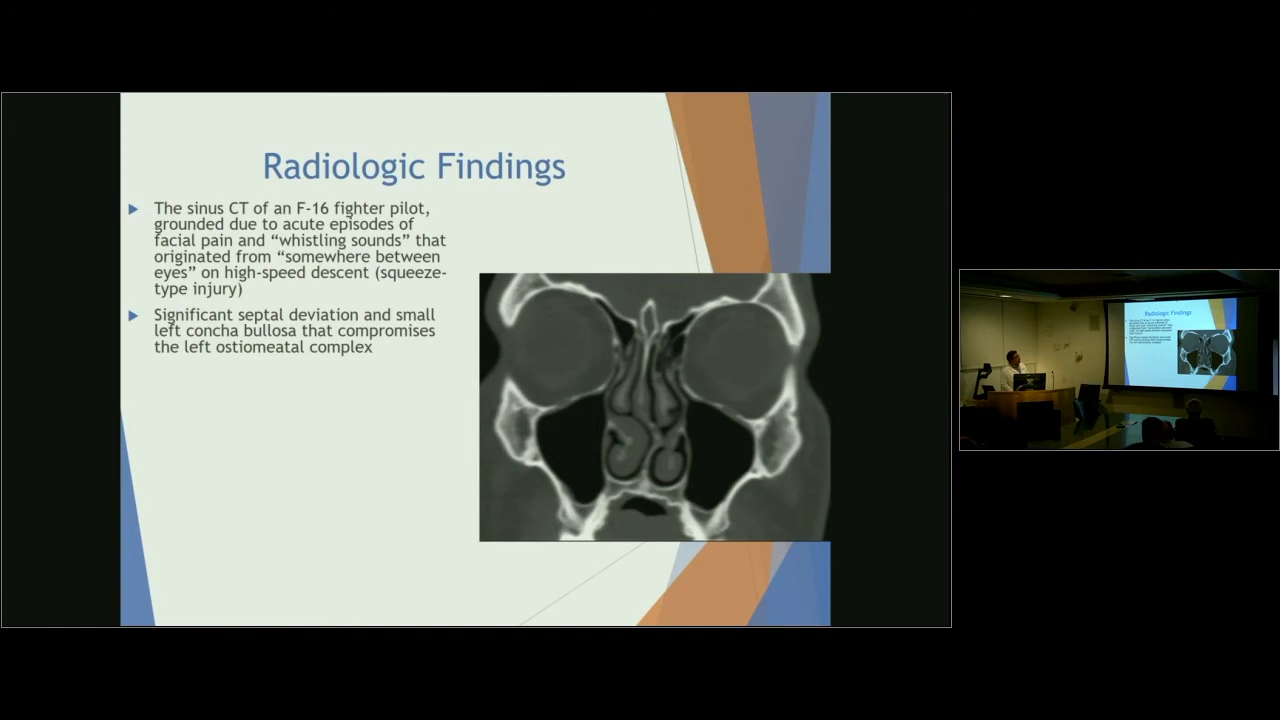 Radiologic Findings
The sinus CT of an F-16 fighter pilot,
grounded due to acute episodes of
facial pain and “whistling sounds” that
originated from “somewhere between
eyes” on high-speed descent (squeeze-
type injury)
Significant septal deviation and small
left concha bullosa that compromises
the left ostiomeatal complex
Radiologic Findings